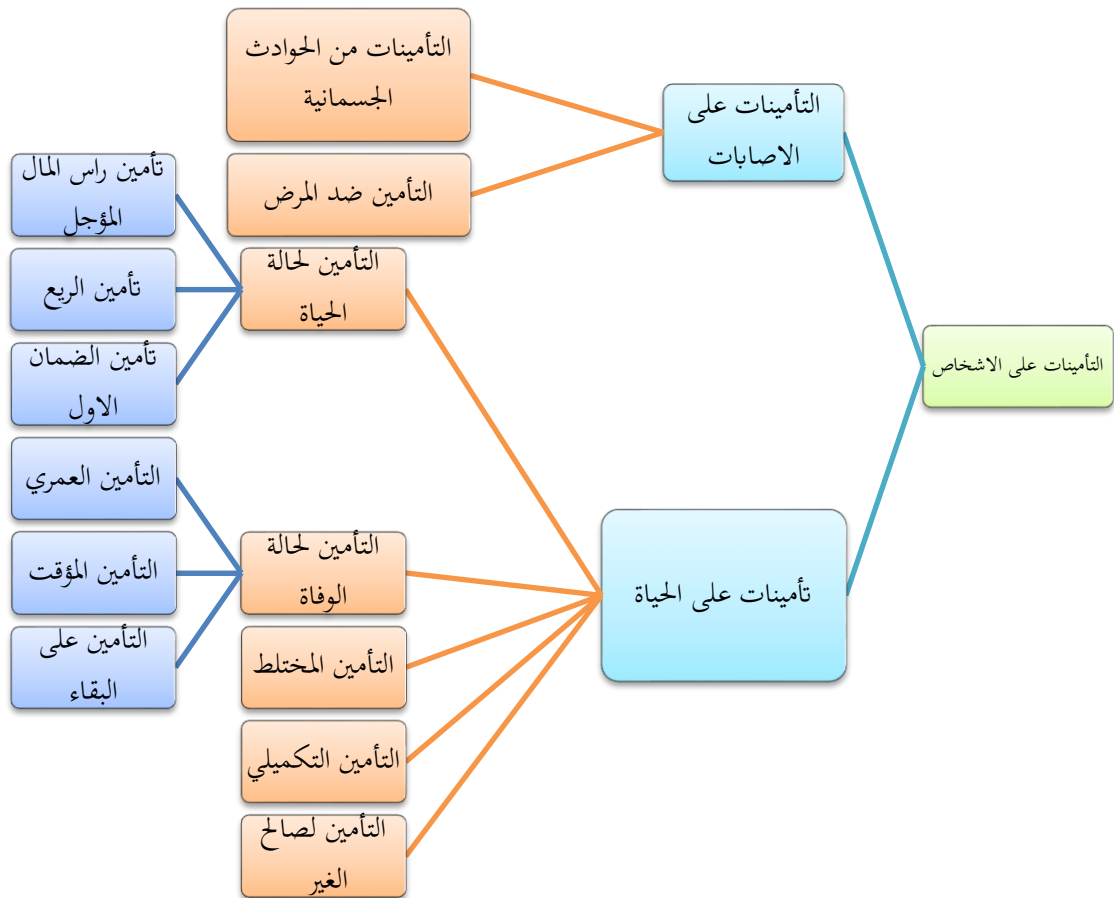 التأمينات على الاشخاص
التأمينات على
الاصابات
التأمينات من الحوادث
الجسمانية
التأمين ضد المرض
تأمينات على الحياة
التأمين لحالة
الحياة
تأمين راس المال
المؤجل
تأمين الريع
تأمين الضمان
الاول
التأمين لحالة
الوفاة
التأمين العمري
التأمين المؤقت
التأمين على
البقاء
التأمين المختلط
التأمين التكميلي
التأمين لصالح
الغير